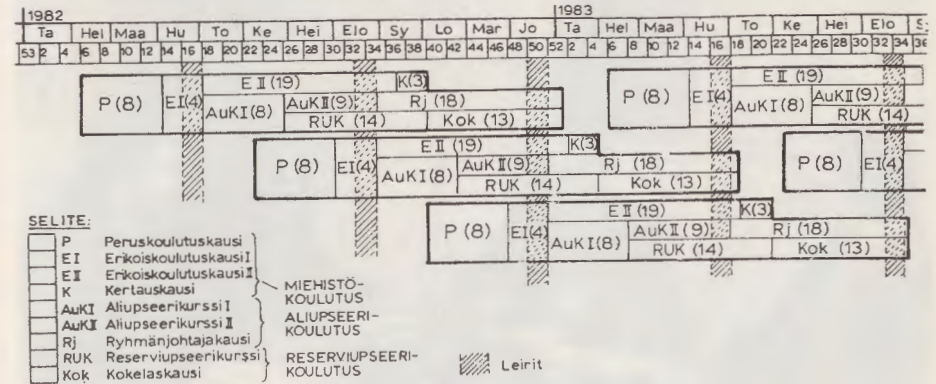 1982 1983
Ta Hel Maa Hu To Ke Hei Elo Sy Lo Mar Jo Ta Hel Maa Hu To Ke Hei Elo
53 2 4 6 8 10 12 14 16 18 20 22 24 26 28 30 32 34 36 38 40 42 44 46 48 50 52 2 4 6 8 10 12 14 16 18 20 22 24 26 28 30 32 34 36
P (8) EI(4) E II (19) K(3) P (8) EI(4) E II (19)
AuKI(8) AuKII(9) Rj (18) AuKI(8) AuKII(9)
RUK (14) Kok (13) RUK (14)
P (8) EI(4) E II (19) K(3) P (8) EI(4)
AuKI(8) AuKII(9) Rj (18)
RUK (14) Kok (13)
P (8) EI(4) E II (19) K(3)
AuKI(8) AuKII(9) Rj (18)
RUK (14) Kok (13)
SELITE:
P Peruskoulutuskausi
EI Erikoiskoulutuskausi I
EII Erikoiskoulutuskausi II
K Kertauskausi
MIEHISTÖ-
KOULUTUS
AuKI Aliupseerikurssi I
AuKII Aliupseerikurssi II
Rj Ryhmänjohtajakausi
ALIUPSEERI-
KOULUTUS
RUK Reserviupseerikurssi
Kok Kokelaskausi
RESERVIUPSEERI-
KOULUTUS
Leirit